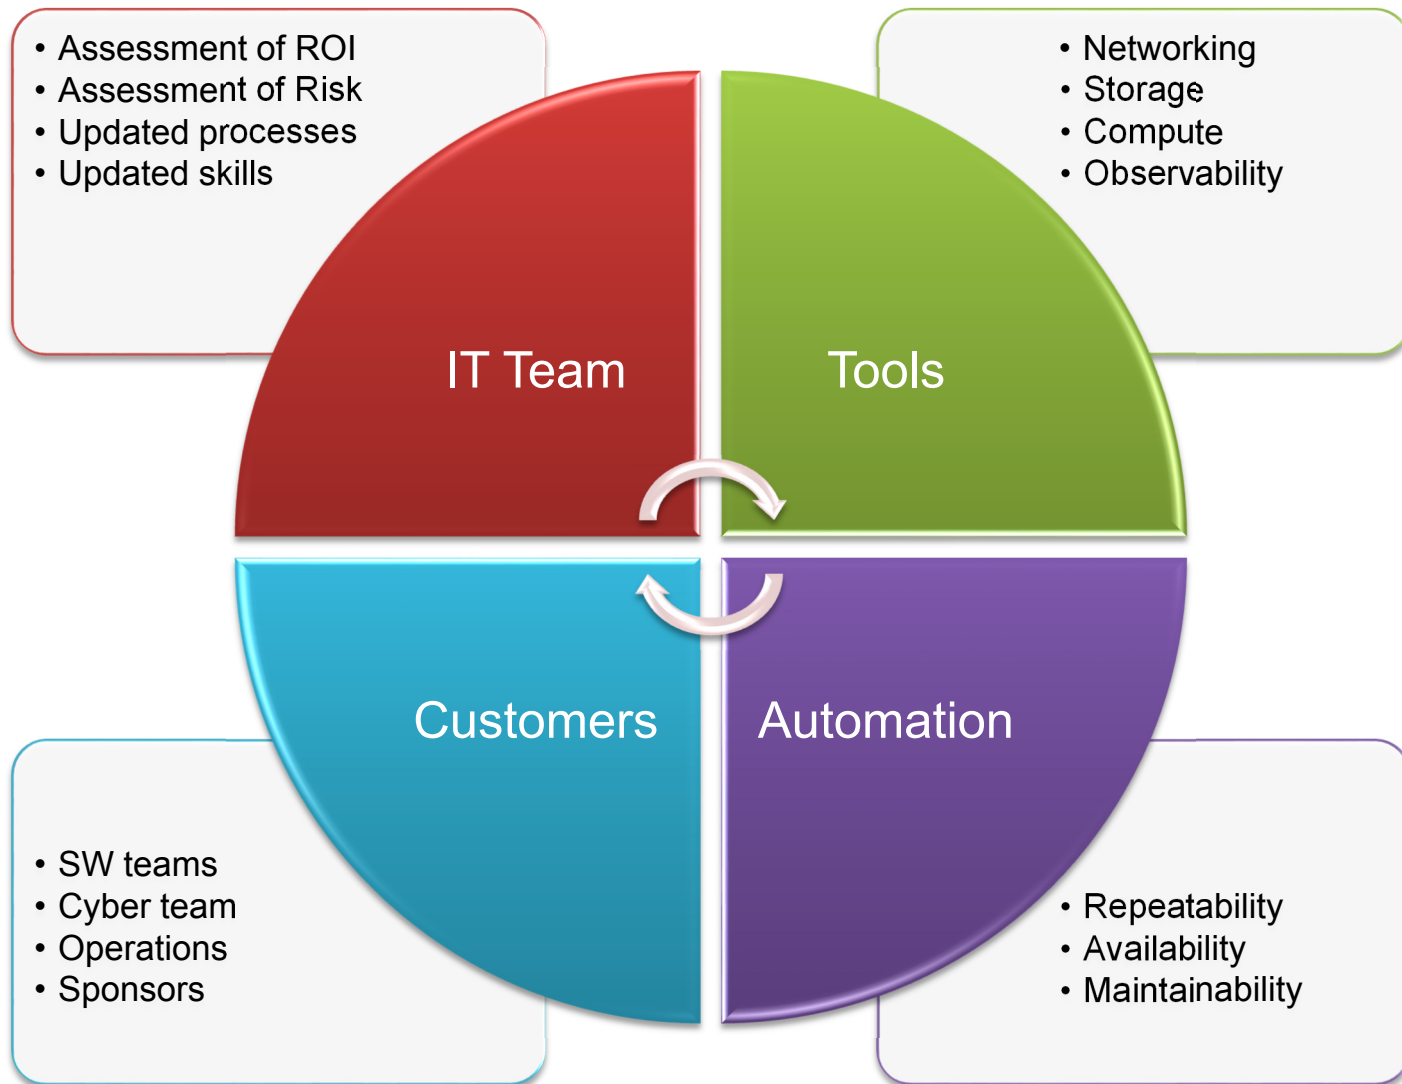 • Assessment of ROI
• Assessment of Risk
• Updated processes
• Updated skills
• Networking
• Storage
• Compute
• Observability
IT Team
Tools
Customers
Automation
• SW teams
• Cyber team
• Operations
• Sponsors
• Repeatability
• Availability
• Maintainability